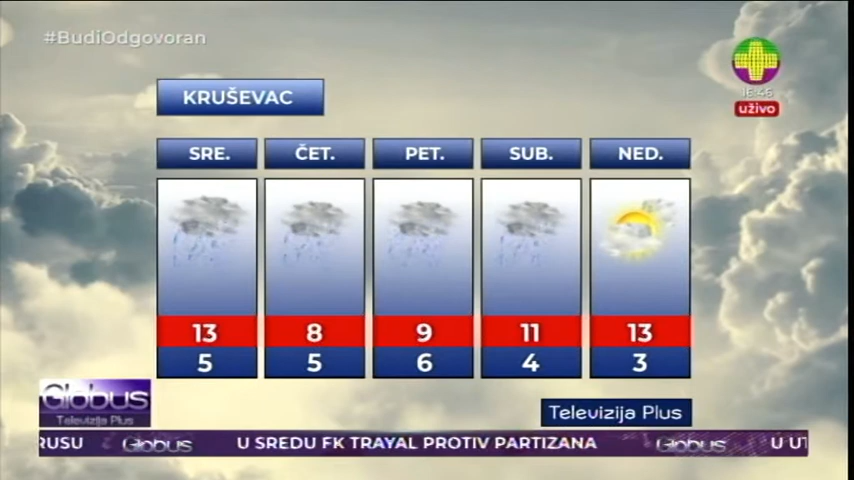 #BudiOdgovoran
16:46
uživo
KRUŠEVAC
SRE. ČET. PET. SUB. NED.
13 8 9 11 13
5 5 6 4 3
Globus
Televizija Plus
Televizija Plus
RUSU Globus U SREDU FK TRAYAL PROTIV PARTIZANA Globus U UT